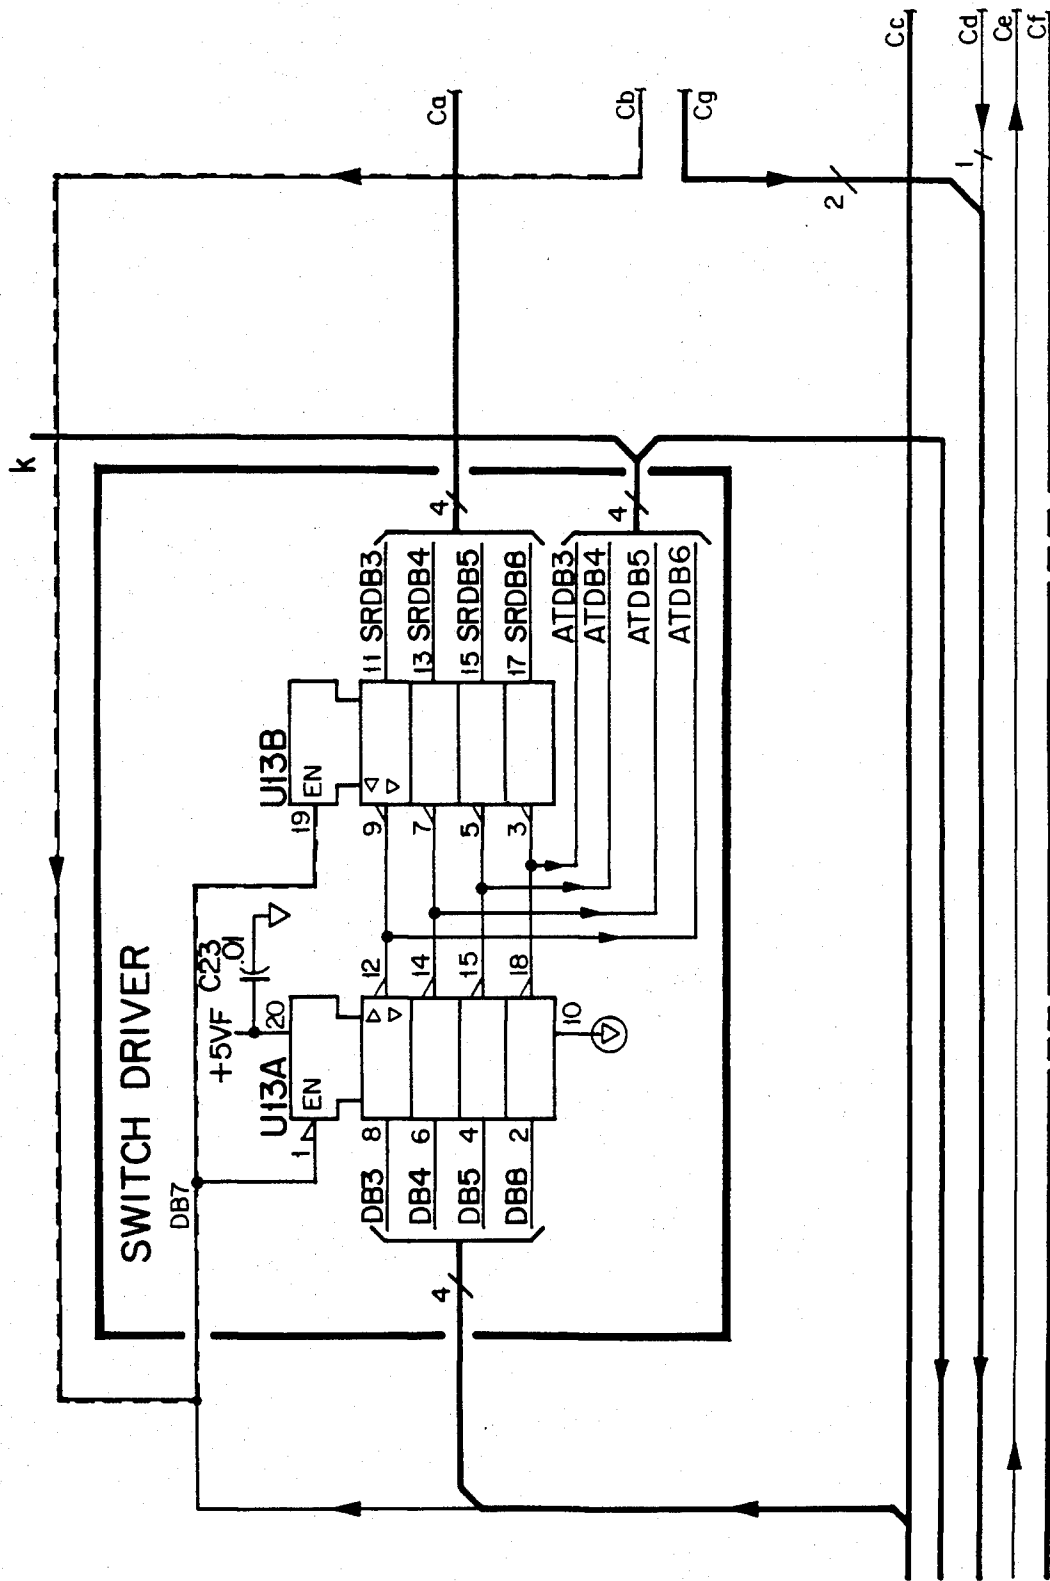 SWITCH DRIVER
k
DB7
+5VF
C23
.01
U13A
20
EN
1
U13B
EN
19
DB3 8
DB4 6
DB5 4
DB6 2
12
14
15
18
10
9
7
5
3
11 SRDB3
13 SRDB4
15 SRDB5
17 SRDB6
ATDB3
ATDB4
ATDB5
ATDB6
4
4
4
Ca
Cb
Cg
2
1
Cc
Cd
Ce
Cf